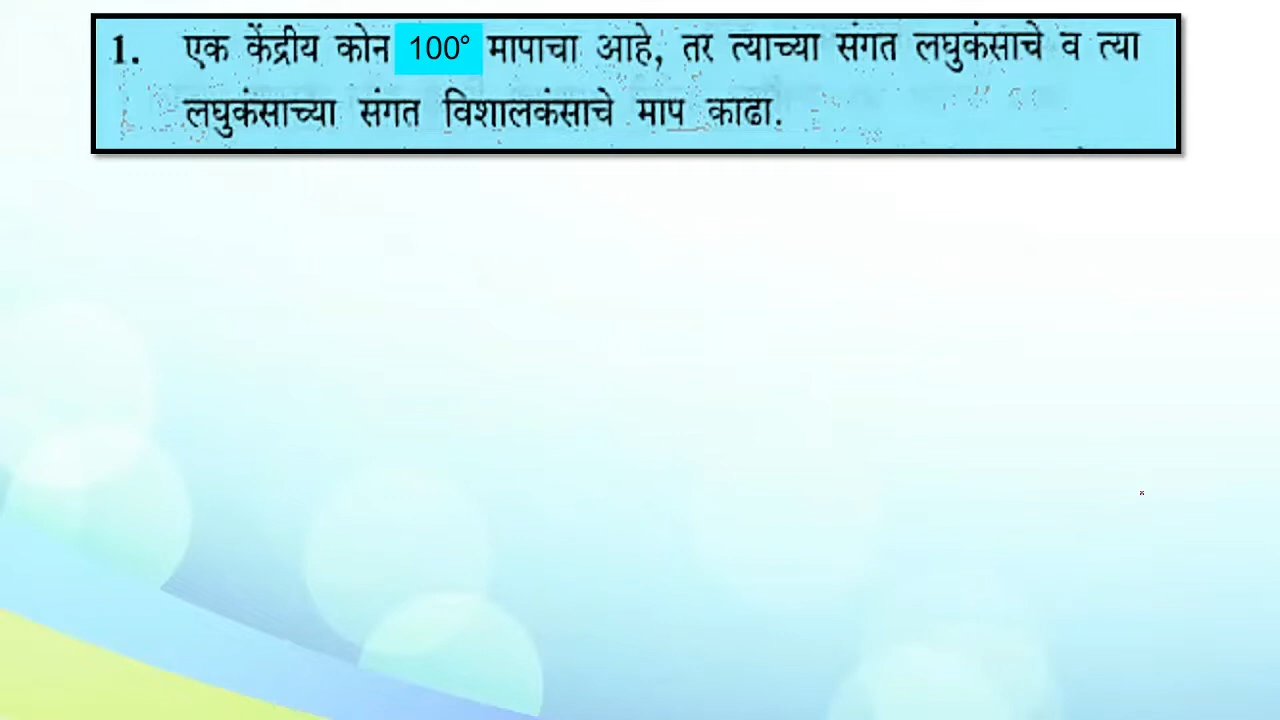 1. एक केंद्रीय कोन 100° मापाचा आहे, तर त्याच्या संगत लघुकंसाचे व त्या
लघुकंसाच्या संगत विशालकंसाचे माप काढा.